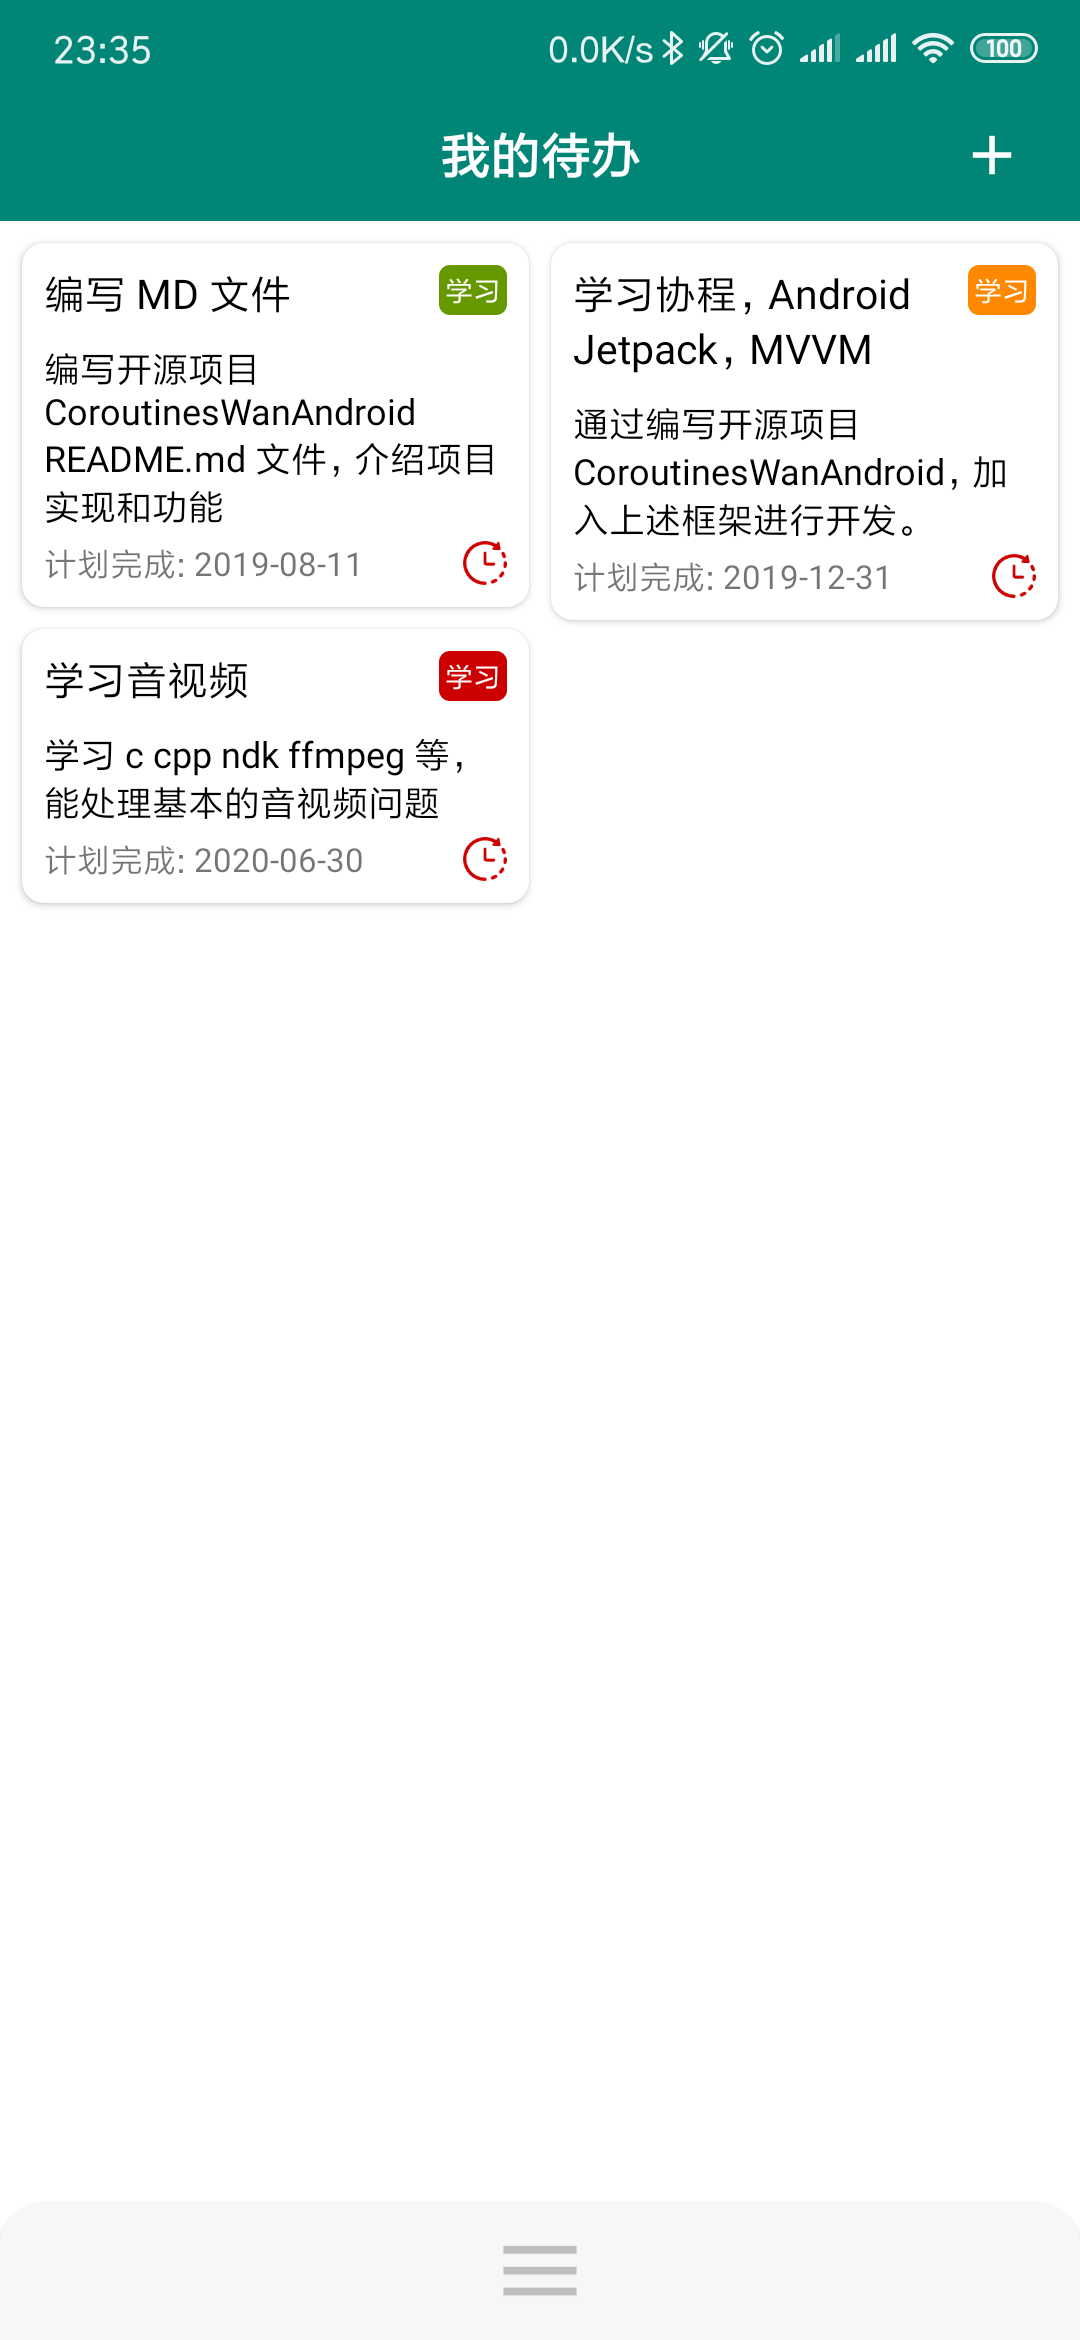 23:35
0.0K/s
100
我的待办
编写 MD 文件
学习
编写开源项目
CoroutinesWanAndroid
README.md 文件，介绍项目
实现和功能
计划完成: 2019-08-11
学习协程，Android
Jetpack，MVVM
学习
通过编写开源项目
CoroutinesWanAndroid，加
入上述框架进行开发。
计划完成: 2019-12-31
学习音视频
学习
学习 c cpp ndk ffmpeg 等，
能处理基本的音视频问题
计划完成: 2020-06-30